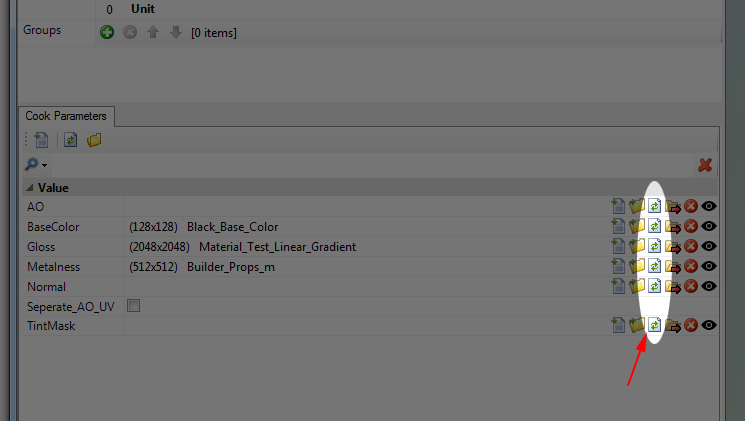 0 Unit
Groups [0 items]
Cook Parameters
Value
AO
BaseColor (128x128) Black_Base_Color
Gloss (2048x2048) Material_Test_Linear_Gradient
Metalness (512x512) Builder_Props_m
Normal
Seperate_AO_UV
TintMask